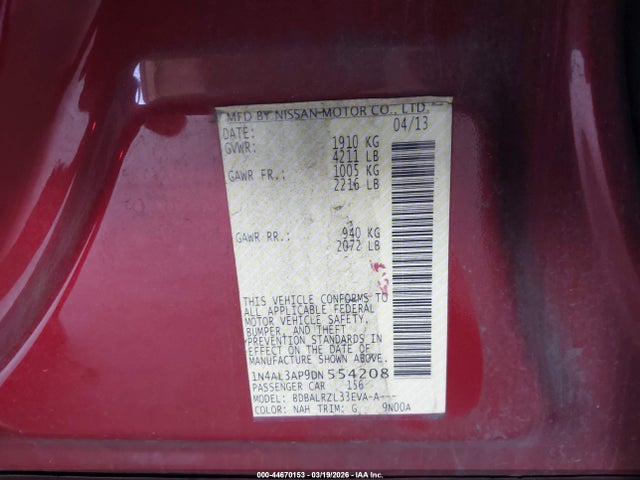 MFD BY NISSAN MOTOR CO., LTD.
DATE: 04/13
GVWR: 1910 KG
4211 LB
GAWR FR.: 1005 KG
2216 LB
GAWR RR.: 940 KG
2072 LB
THIS VEHICLE CONFORMS TO
ALL APPLICABLE FEDERAL
MOTOR VEHICLE SAFETY,
BUMPER, AND THEFT
PREVENTION STANDARDS IN
EFFECT ON THE DATE OF
MANUFACTURE SHOWN ABOVE.
1N4AL3AP9DN554208
PASSENGER CAR 156
MODEL: BDBALRZL33EVA-A---
COLOR: NAH TRIM: G 9N00A
000-44670153 - 03/19/2026 - IAA Inc.